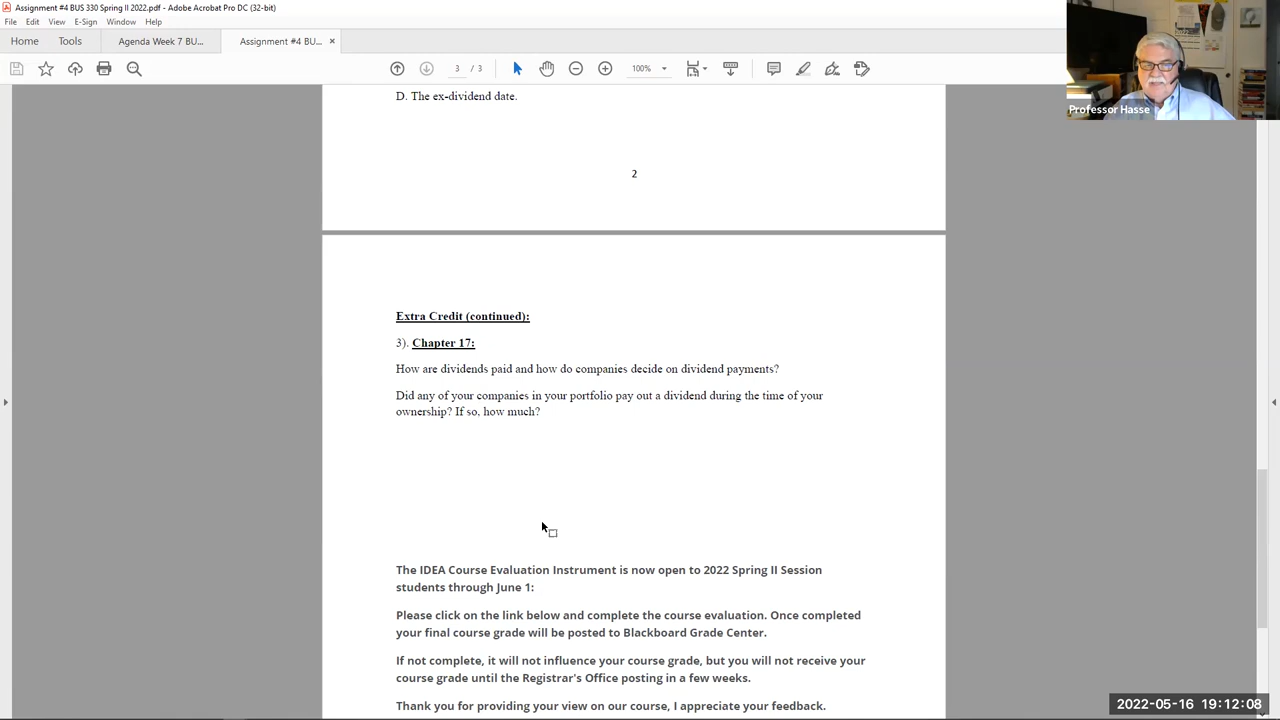 Assignment #4 BUS 330 Spring II 2022.pdf - Adobe Acrobat Pro DC (32-bit)
File Edit View E-Sign Window Help
Home Tools Agenda Week 7 BU... Assignment #4 BU... ×
3 / 3 100%
D. The ex-dividend date.
Professor Hasse
2
Extra Credit (continued):
3). Chapter 17:
How are dividends paid and how do companies decide on dividend payments?
Did any of your companies in your portfolio pay out a dividend during the time of your
ownership? If so, how much?
The IDEA Course Evaluation Instrument is now open to 2022 Spring II Session
students through June 1:
Please click on the link below and complete the course evaluation. Once completed
your final course grade will be posted to Blackboard Grade Center.
If not complete, it will not influence your course grade, but you will not receive your
course grade until the Registrar's Office posting in a few weeks.
Thank you for providing your view on our course, I appreciate your feedback.
2022-05-16 19:12:08